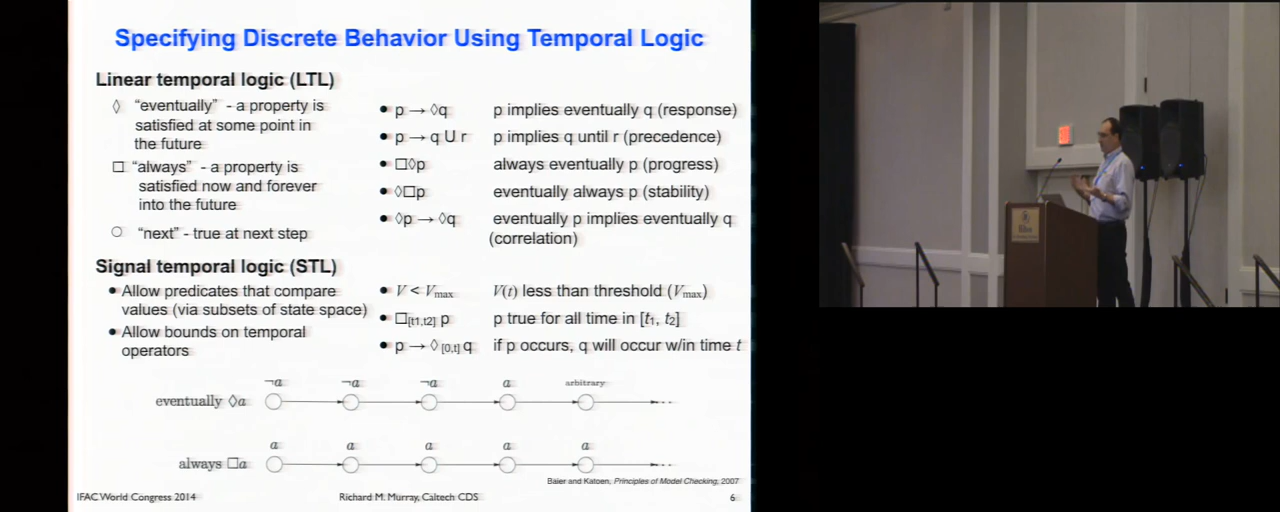 Specifying Discrete Behavior Using Temporal Logic
Linear temporal logic (LTL)
◊ "eventually" - a property is
satisfied at some point in
the future
□ "always" - a property is
satisfied now and forever
into the future
○ "next" - true at next step
• p → ◊q p implies eventually q (response)
• p → q U r p implies q until r (precedence)
• □◊p always eventually p (progress)
• ◊□p eventually always p (stability)
• ◊p → ◊q eventually p implies eventually q
(correlation)
Signal temporal logic (STL)
• Allow predicates that compare
values (via subsets of state space)
• Allow bounds on temporal
operators
• V < Vmax V(t) less than threshold (Vmax)
• □[t1,t2] p p true for all time in [t1, t2]
• p → ◊[0,t] q if p occurs, q will occur w/in time t
¬a ¬a ¬a a arbitrary
eventually ◊a ...
a a a a a
always □a ...
Baier and Katoen, Principles of Model Checking, 2007
IFAC World Congress 2014 Richard M. Murray, Caltech CDS 6